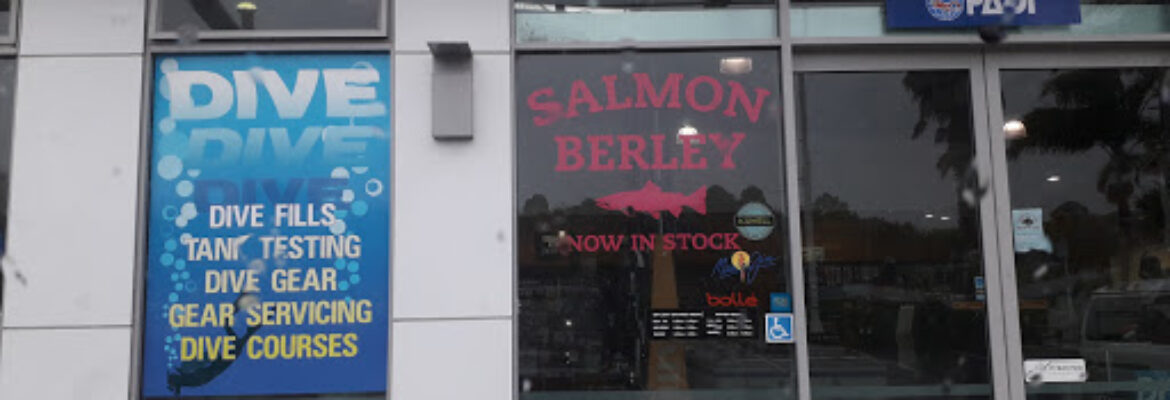 DIVE
DIVE
DIVE
DIVE FILLS
TANK TESTING
DIVE GEAR
GEAR SERVICING
DIVE COURSES
SALMON
BERLEY
NOW IN STOCK
bollé
PADI